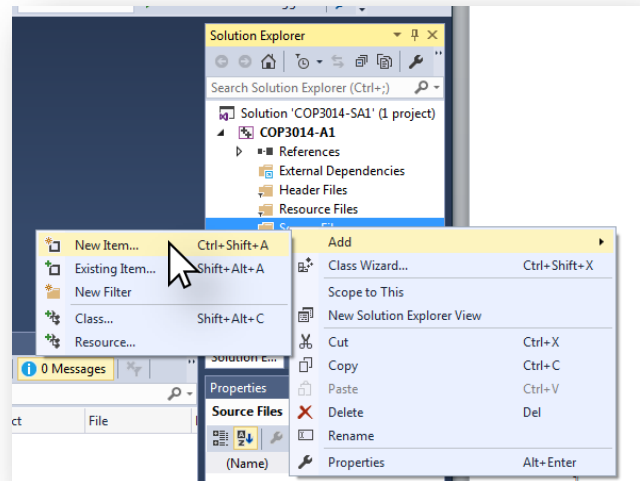 Solution Explorer
Search Solution Explorer (Ctrl+;)
Solution 'COP3014-SA1' (1 project)
COP3014-A1
References
External Dependencies
Header Files
Resource Files
New Item... Ctrl+Shift+A
Existing Item... Shift+Alt+A
New Filter
Class... Shift+Alt+C
Resource...
Add
Class Wizard... Ctrl+Shift+X
Scope to This
New Solution Explorer View
Cut Ctrl+X
Copy Ctrl+C
Paste Ctrl+V
Delete Del
Rename
Properties Alt+Enter
Solution E...
0 Messages
Properties
Source Files
ct File
(Name)